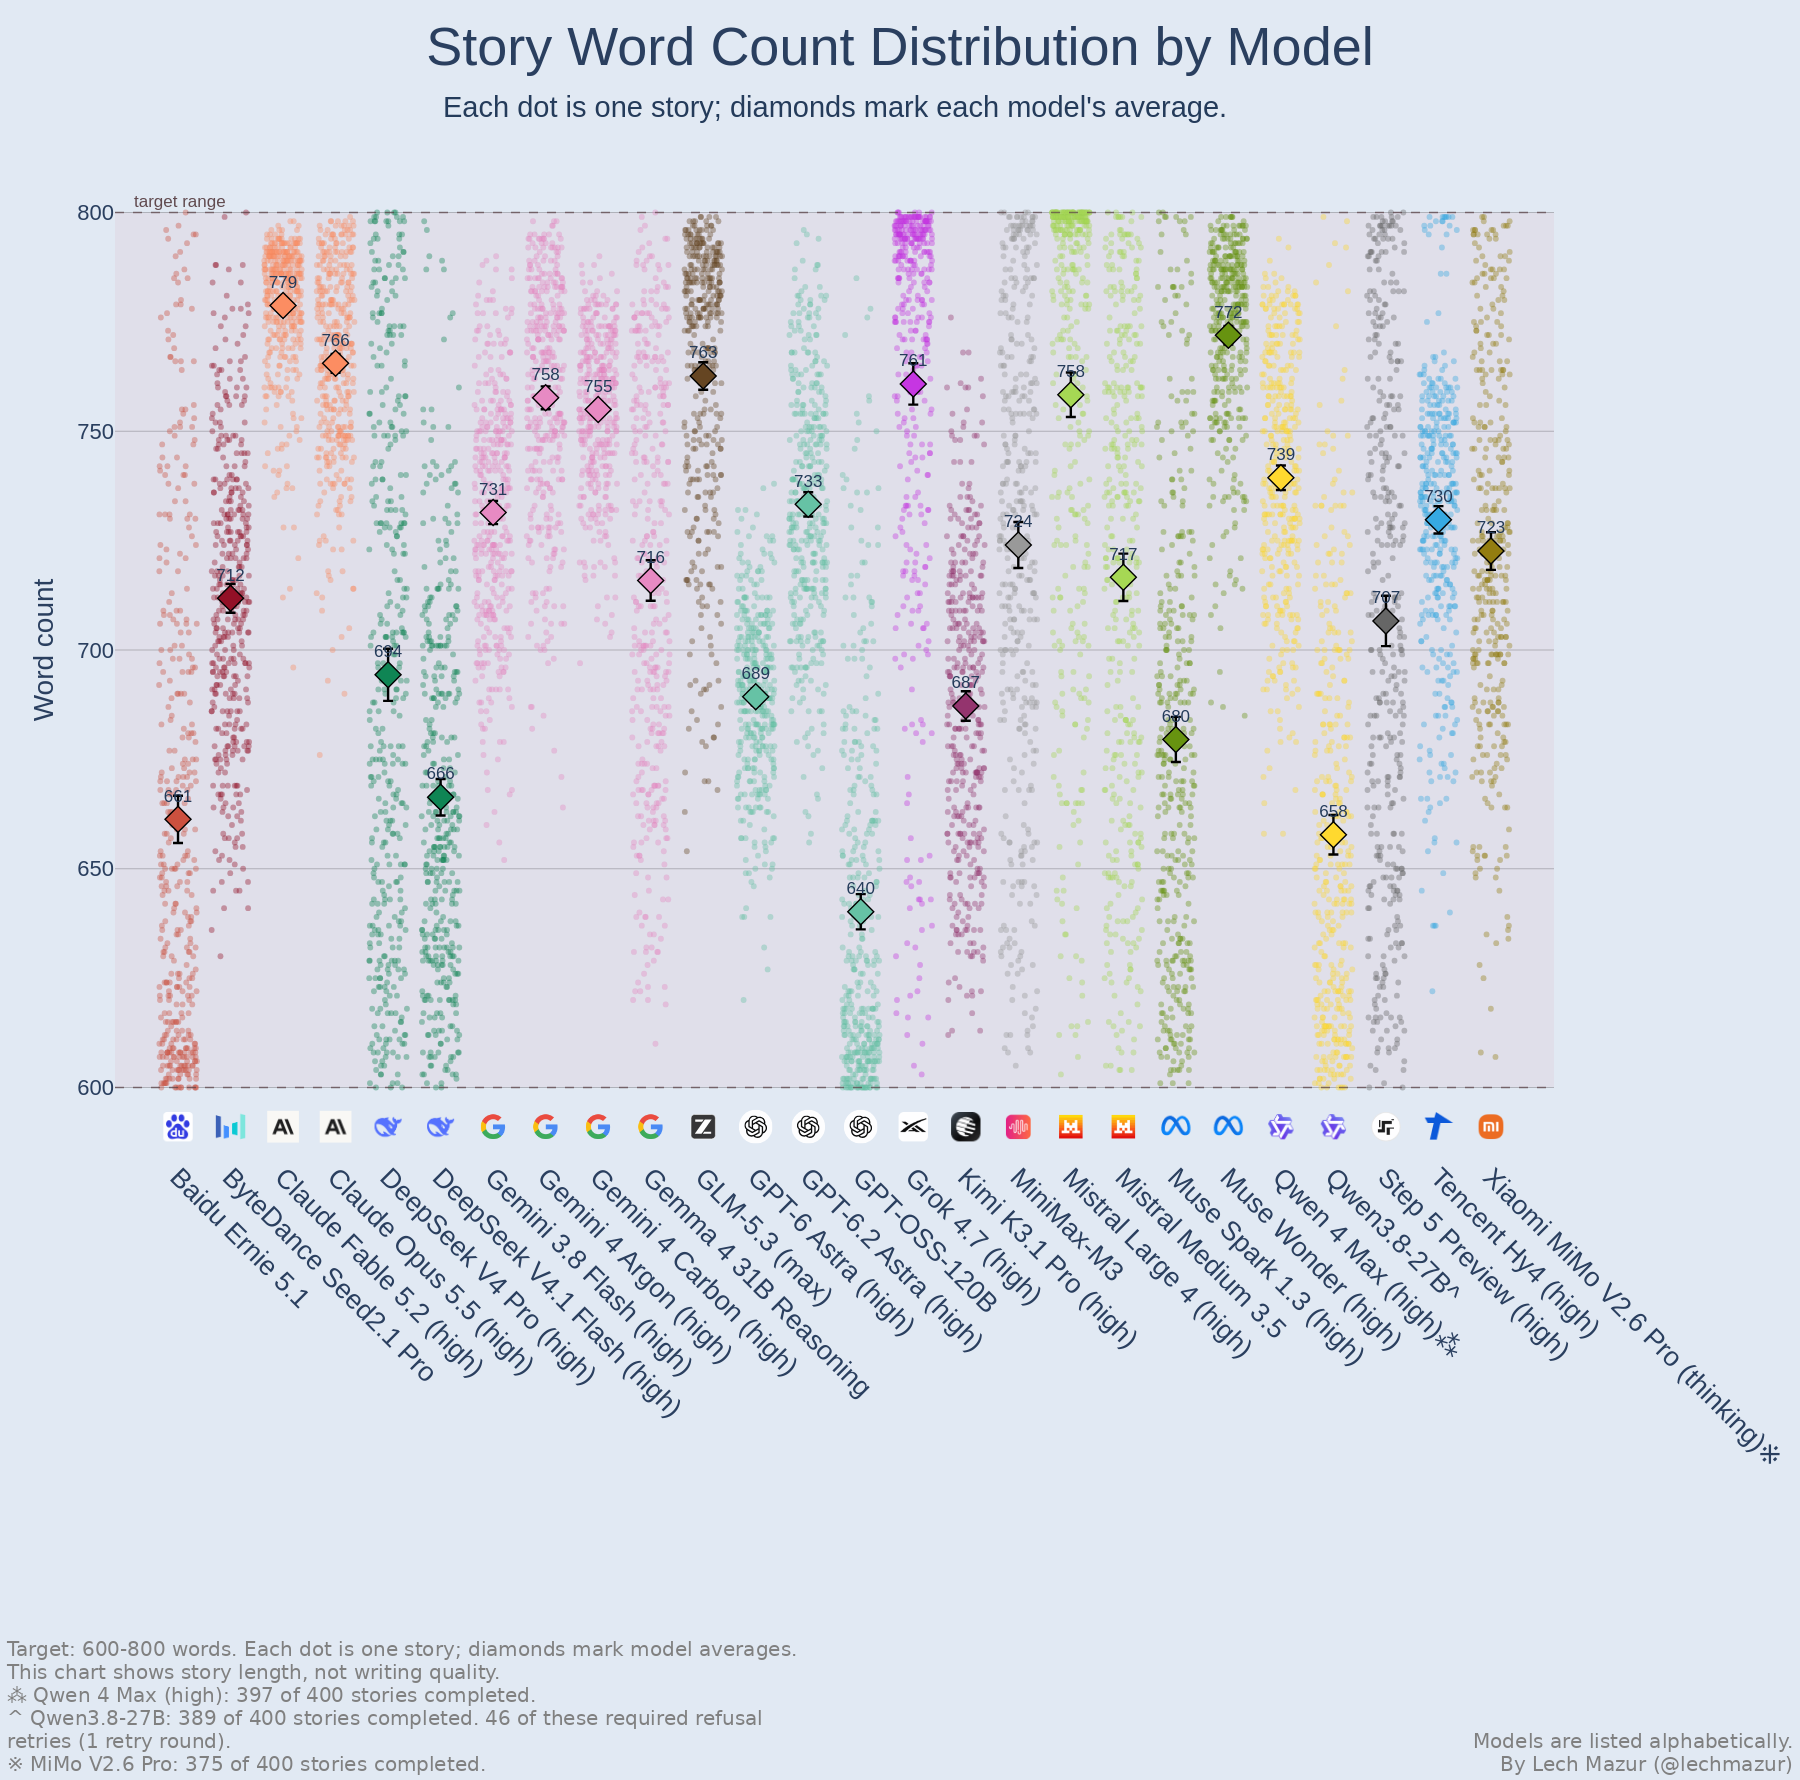 Story Word Count Distribution by Model
Each dot is one story; diamonds mark each model's average.
target range
Word count
800
750
700
650
600
661
712
779
766
694
666
731
758
755
716
763
689
733
640
761
687
724
758
717
680
772
739
658
707
730
723
du
Baidu Ernie 5.1
ByteDance Seed2.1 Pro
Claude Fable 5.2 (high)
Claude Opus 5.5 (high)
DeepSeek V4 Pro (high)
DeepSeek V4.1 Flash (high)
Gemini 3.8 Flash (high)
Gemini 4 Argon (high)
Gemini 4 Carbon (high)
Gemma 4 31B Reasoning
GLM-5.3 (max)
GPT-6 Astra (high)
GPT-6.2 Astra (high)
GPT-OSS-120B
Grok 4.7 (high)
Kimi K3.1 Pro (high)
MiniMax-M3
Mistral Large 4 (high)
Mistral Medium 3.5
Muse Spark 1.3 (high)
Muse Wonder (high)
Qwen 4 Max (high)⁂
Qwen3.8-27B^
Step 5 Preview (high)
Tencent Hy4 (high)
Xiaomi MiMo V2.6 Pro (thinking)※
Target: 600-800 words. Each dot is one story; diamonds mark model averages.
This chart shows story length, not writing quality.
⁂ Qwen 4 Max (high): 397 of 400 stories completed.
^ Qwen3.8-27B: 389 of 400 stories completed. 46 of these required refusal
retries (1 retry round).
※ MiMo V2.6 Pro: 375 of 400 stories completed.
Models are listed alphabetically.
By Lech Mazur (@lechmazur)